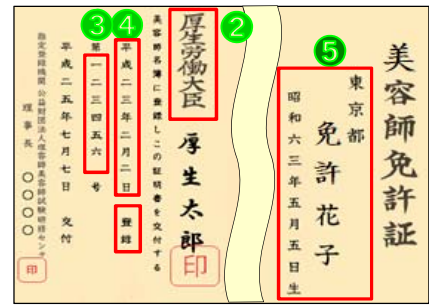 美容師免許証
⑤
東京都
免許花子
昭和六三年五月五日生
②
厚生労働大臣 厚生太郎
印
美容師名簿に登録しこの証明書を交付する
④
平成二三年二月二日 登録
③
第一二三四五六号
平成二五年七月七日 交付
指定登録機関 公益財団法人理容師美容師試験研修センター
理事長 〇〇〇〇
印